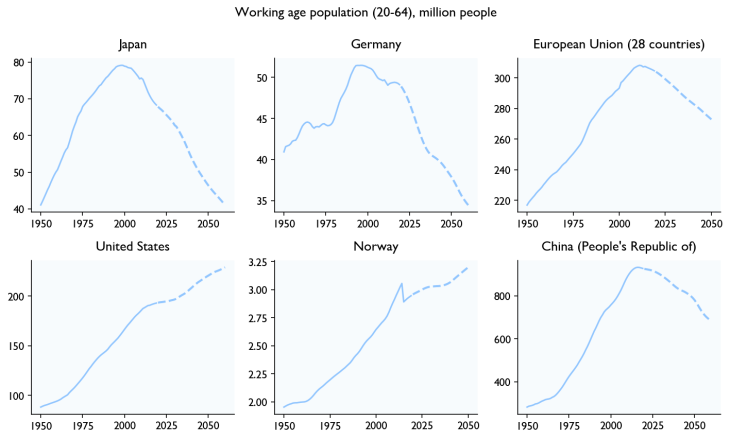 Working age population (20-64), million people
Japan
80
70
60
50
40
1950 1975 2000 2025 2050
Germany
50
45
40
35
1950 1975 2000 2025 2050
European Union (28 countries)
300
280
260
240
220
1950 1975 2000 2025 2050
United States
200
150
100
1950 1975 2000 2025 2050
Norway
3.25
3.00
2.75
2.50
2.25
2.00
1950 1975 2000 2025 2050
China (People's Republic of)
800
600
400
1950 1975 2000 2025 2050